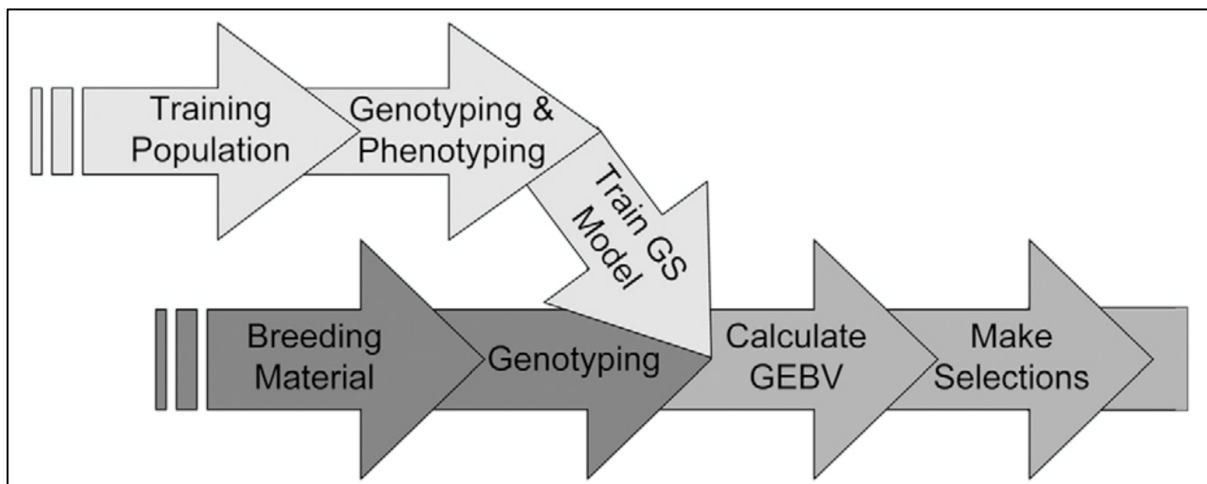 Training
Population
Genotyping &
Phenotyping
Train GS
Model
Breeding
Material
Genotyping
Calculate
GEBV
Make
Selections